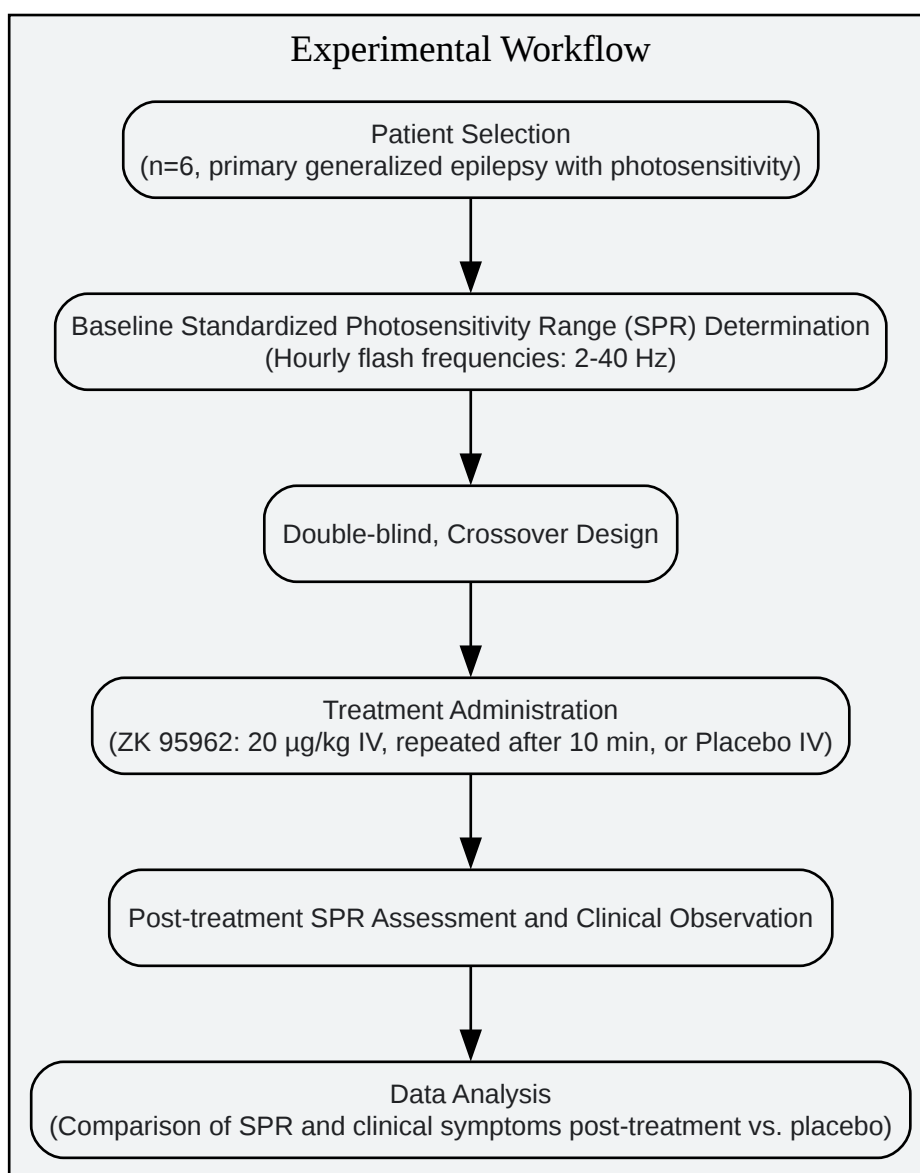 Experimental Workflow
Patient Selection
(n=6, primary generalized epilepsy with photosensitivity)
Baseline Standardized Photosensitivity Range (SPR) Determination
(Hourly flash frequencies: 2-40 Hz)
Double-blind, Crossover Design
Treatment Administration
(ZK 95962: 20 µg/kg IV, repeated after 10 min, or Placebo IV)
Post-treatment SPR Assessment and Clinical Observation
Data Analysis
(Comparison of SPR and clinical symptoms post-treatment vs. placebo)